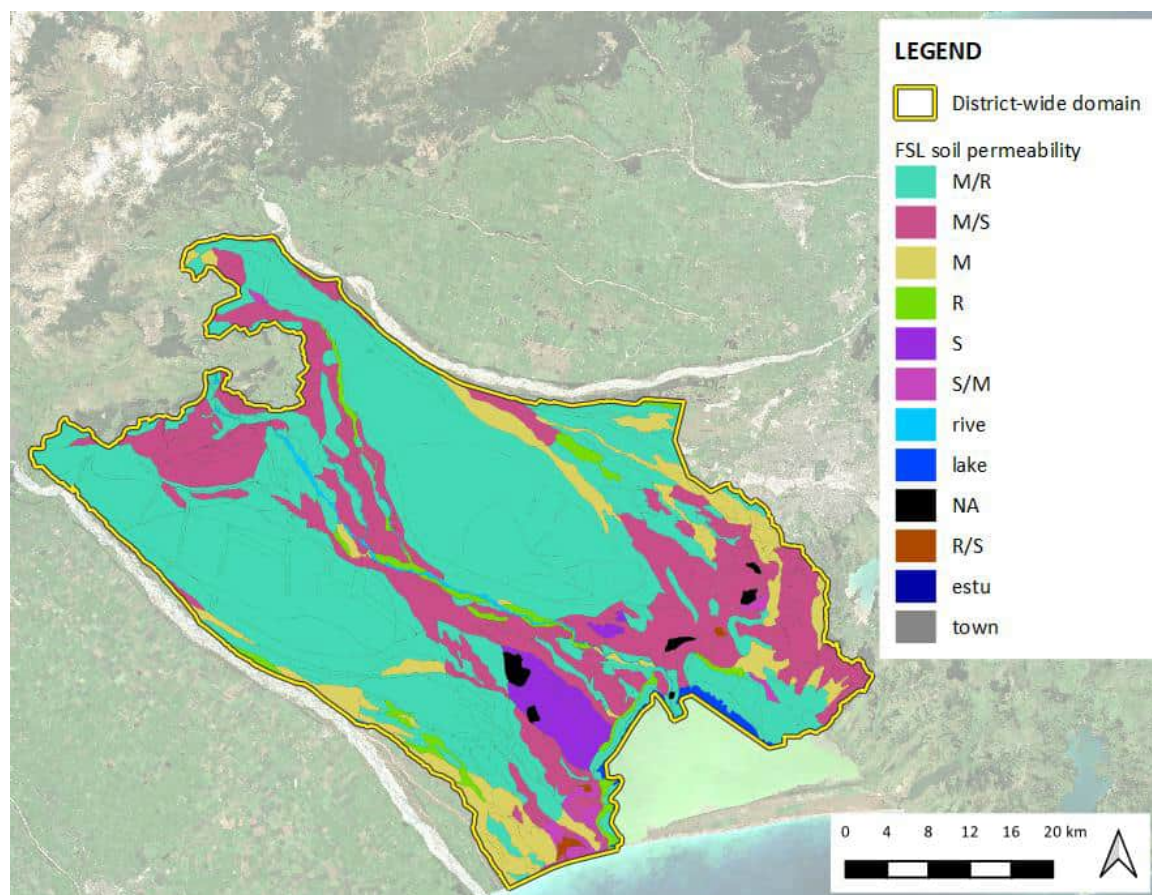 LEGEND
District-wide domain
FSL soil permeability
M/R
M/S
M
R
S
S/M
rive
lake
NA
R/S
estu
town
0 4 8 12 16 20 km